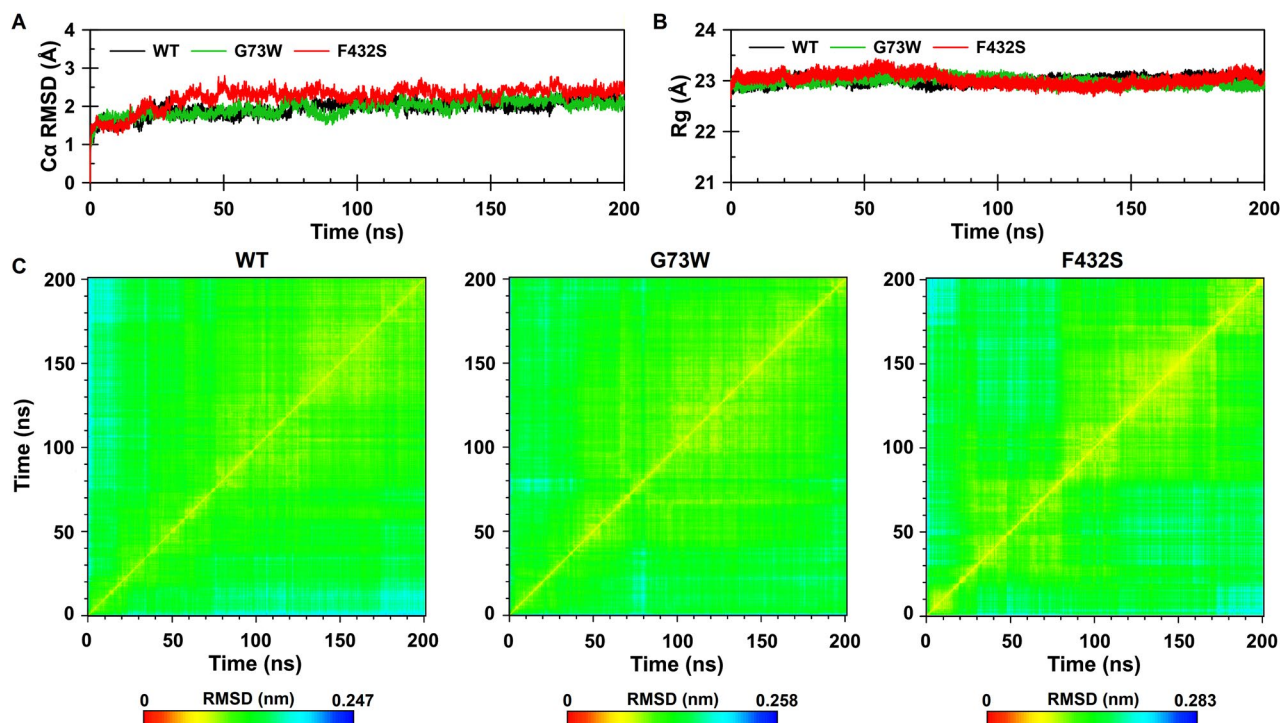 A
4
3
2
1
0
Cα RMSD (Å)
WT G73W F432S
0 50 100 150 200
Time (ns)
B
24
23
22
21
Rg (Å)
WT G73W F432S
0 50 100 150 200
Time (ns)
C
WT
200
150
100
50
0
Time (ns)
0 50 100 150 200
Time (ns)
0 RMSD (nm) 0.247
G73W
200
150
100
50
0
0 50 100 150 200
Time (ns)
0 RMSD (nm) 0.258
F432S
200
150
100
50
0
0 50 100 150 200
Time (ns)
0 RMSD (nm) 0.283